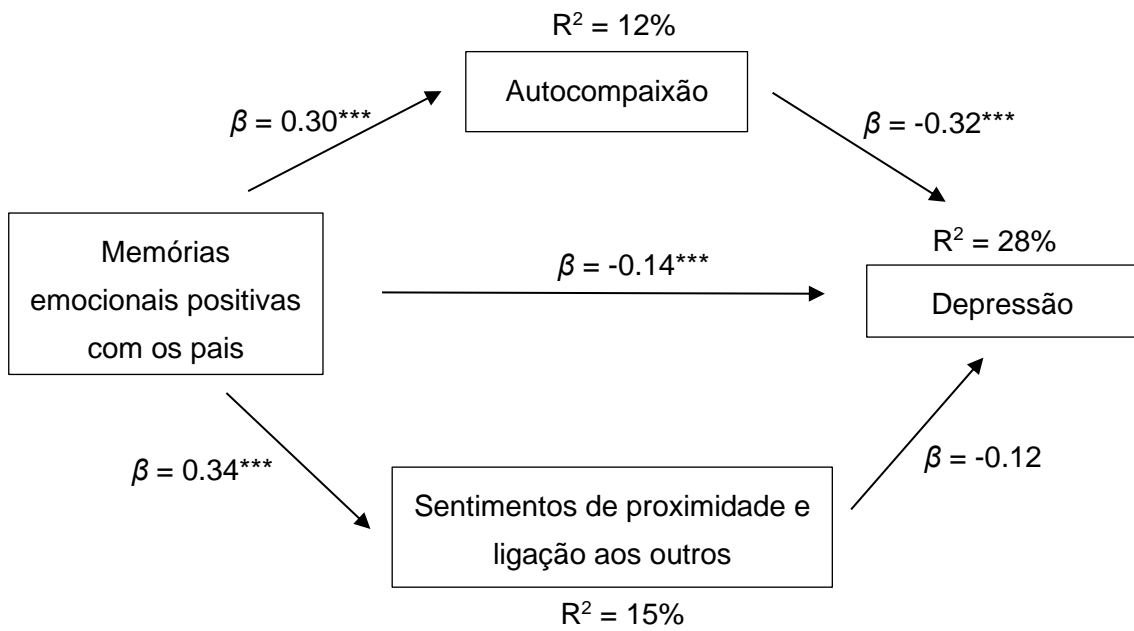 R² = 12%
Autocompaixão
β = 0.30***
β = -0.32***
Memórias
emocionais positivas
com os pais
β = -0.14***
R² = 28%
Depressão
β = 0.34***
β = -0.12
Sentimentos de proximidade e
ligação aos outros
R² = 15%